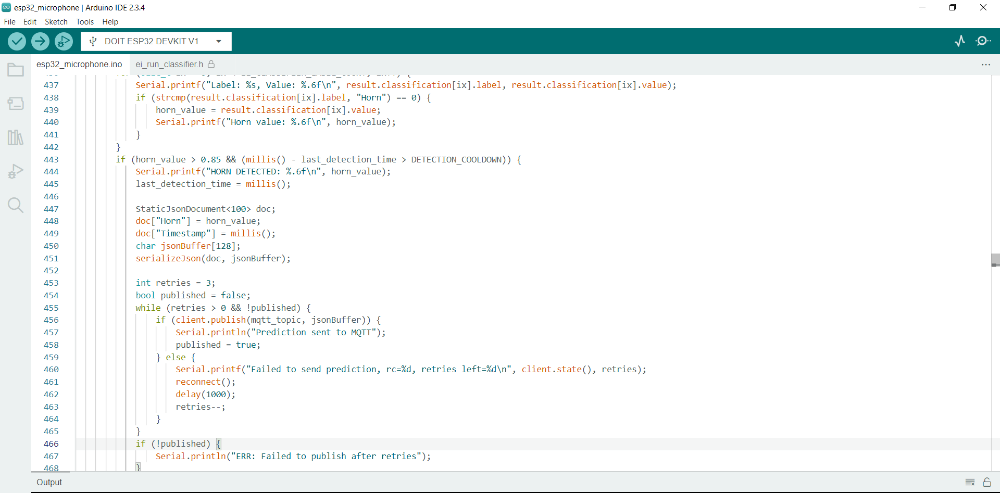 esp32_microphone | Arduino IDE 2.3.4
File Edit Sketch Tools Help
DOIT ESP32 DEVKIT V1
esp32_microphone.ino ei_run_classifier.h
437 Serial.printf("Label: %s, Value: %.6f\n", result.classification[ix].label, result.classification[ix].value);
438 if (strcmp(result.classification[ix].label, "Horn") == 0) {
439 horn_value = result.classification[ix].value;
440 Serial.printf("Horn value: %.6f\n", horn_value);
441 }
442 }
443 if (horn_value > 0.85 && (millis() - last_detection_time > DETECTION_COOLDOWN)) {
444 Serial.printf("HORN DETECTED: %.6f\n", horn_value);
445 last_detection_time = millis();
446
447 StaticJsonDocument<100> doc;
448 doc["Horn"] = horn_value;
449 doc["Timestamp"] = millis();
450 char jsonBuffer[128];
451 serializeJson(doc, jsonBuffer);
452
453 int retries = 3;
454 bool published = false;
455 while (retries > 0 && !published) {
456 if (client.publish(mqtt_topic, jsonBuffer)) {
457 Serial.println("Prediction sent to MQTT");
458 published = true;
459 } else {
460 Serial.printf("Failed to send prediction, rc=%d, retries left=%d\n", client.state(), retries);
461 reconnect();
462 delay(1000);
463 retries--;
464 }
465 }
466 if (!published) {
467 Serial.println("ERR: Failed to publish after retries");
468 }
Output